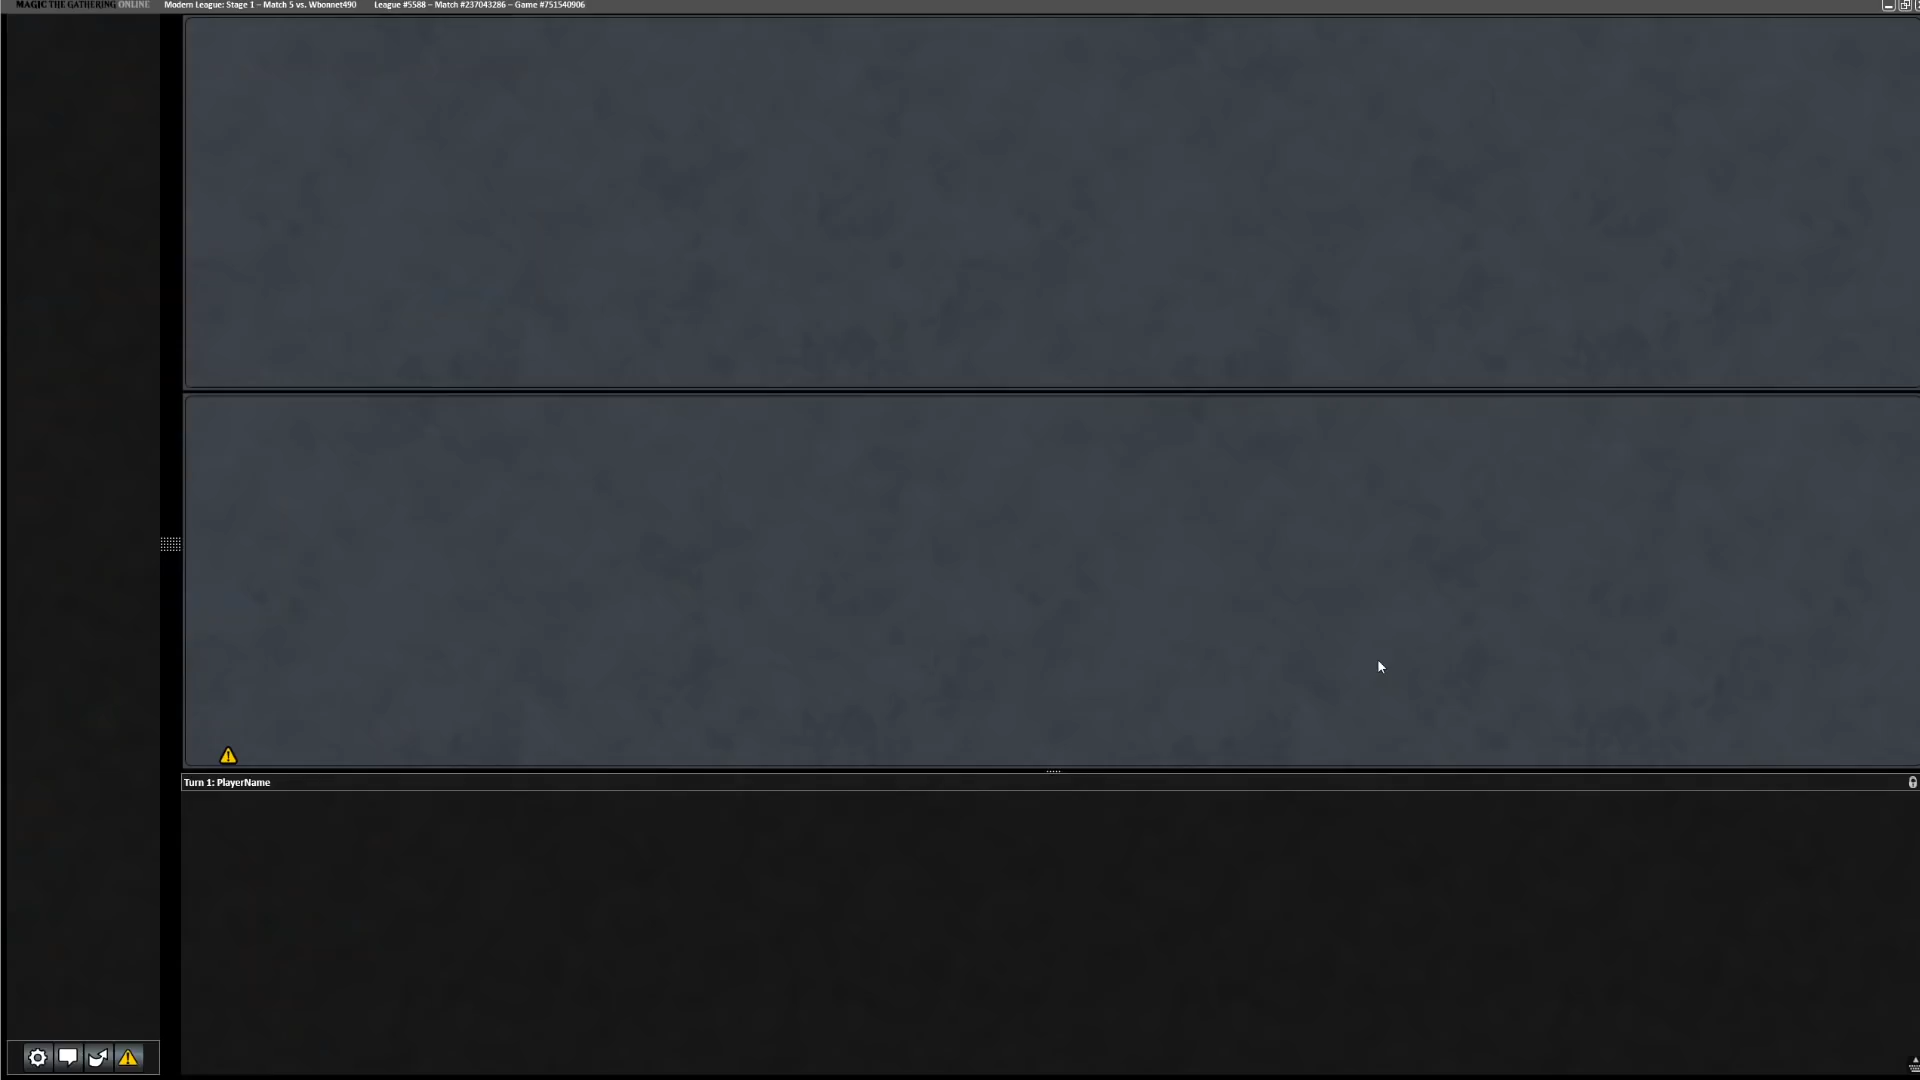 MAGIC THE GATHERING ONLINE Modern League: Stage 1 – Match 5 vs. Wbonnet490 League #5588 – Match #237043286 – Game #751540906
Turn 1: PlayerName